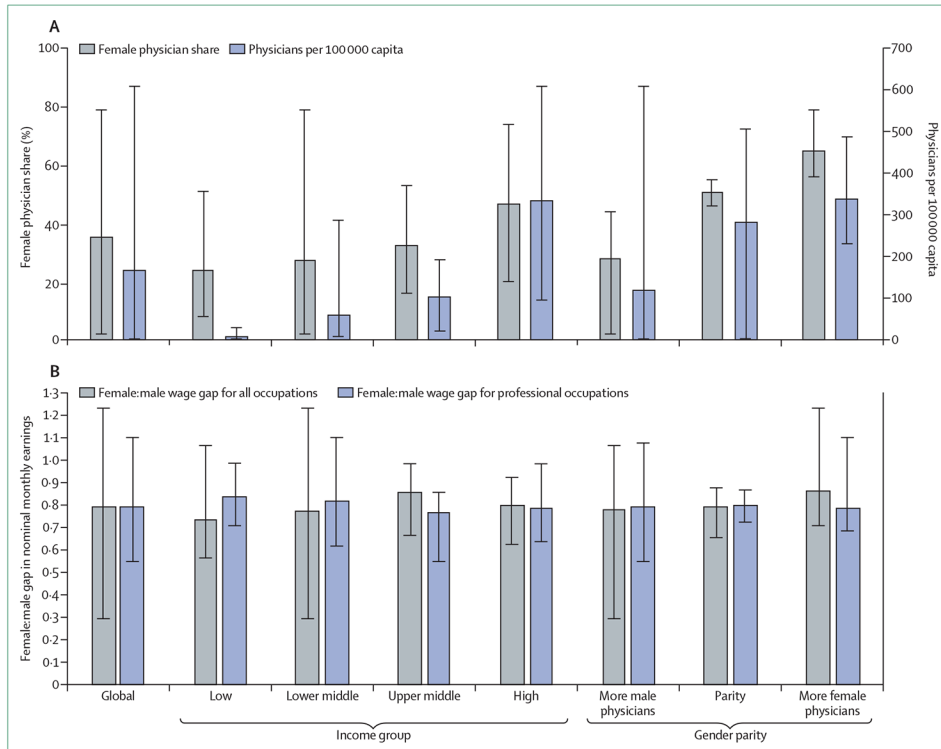 A
Female physician share
Physicians per 100 000 capita
Female physician share (%)
100
80
60
40
20
0
Physicians per 100 000 capita
700
600
500
400
300
200
100
0
B
Female:male wage gap for all occupations
Female:male wage gap for professional occupations
Female:male gap in nominal monthly earnings
1·3
1·2
1·1
1·0
0·9
0·8
0·7
0·6
0·5
0·4
0·3
0·2
0·1
0
Global
Low
Lower middle
Upper middle
High
More male
physicians
Parity
More female
physicians
Income group
Gender parity